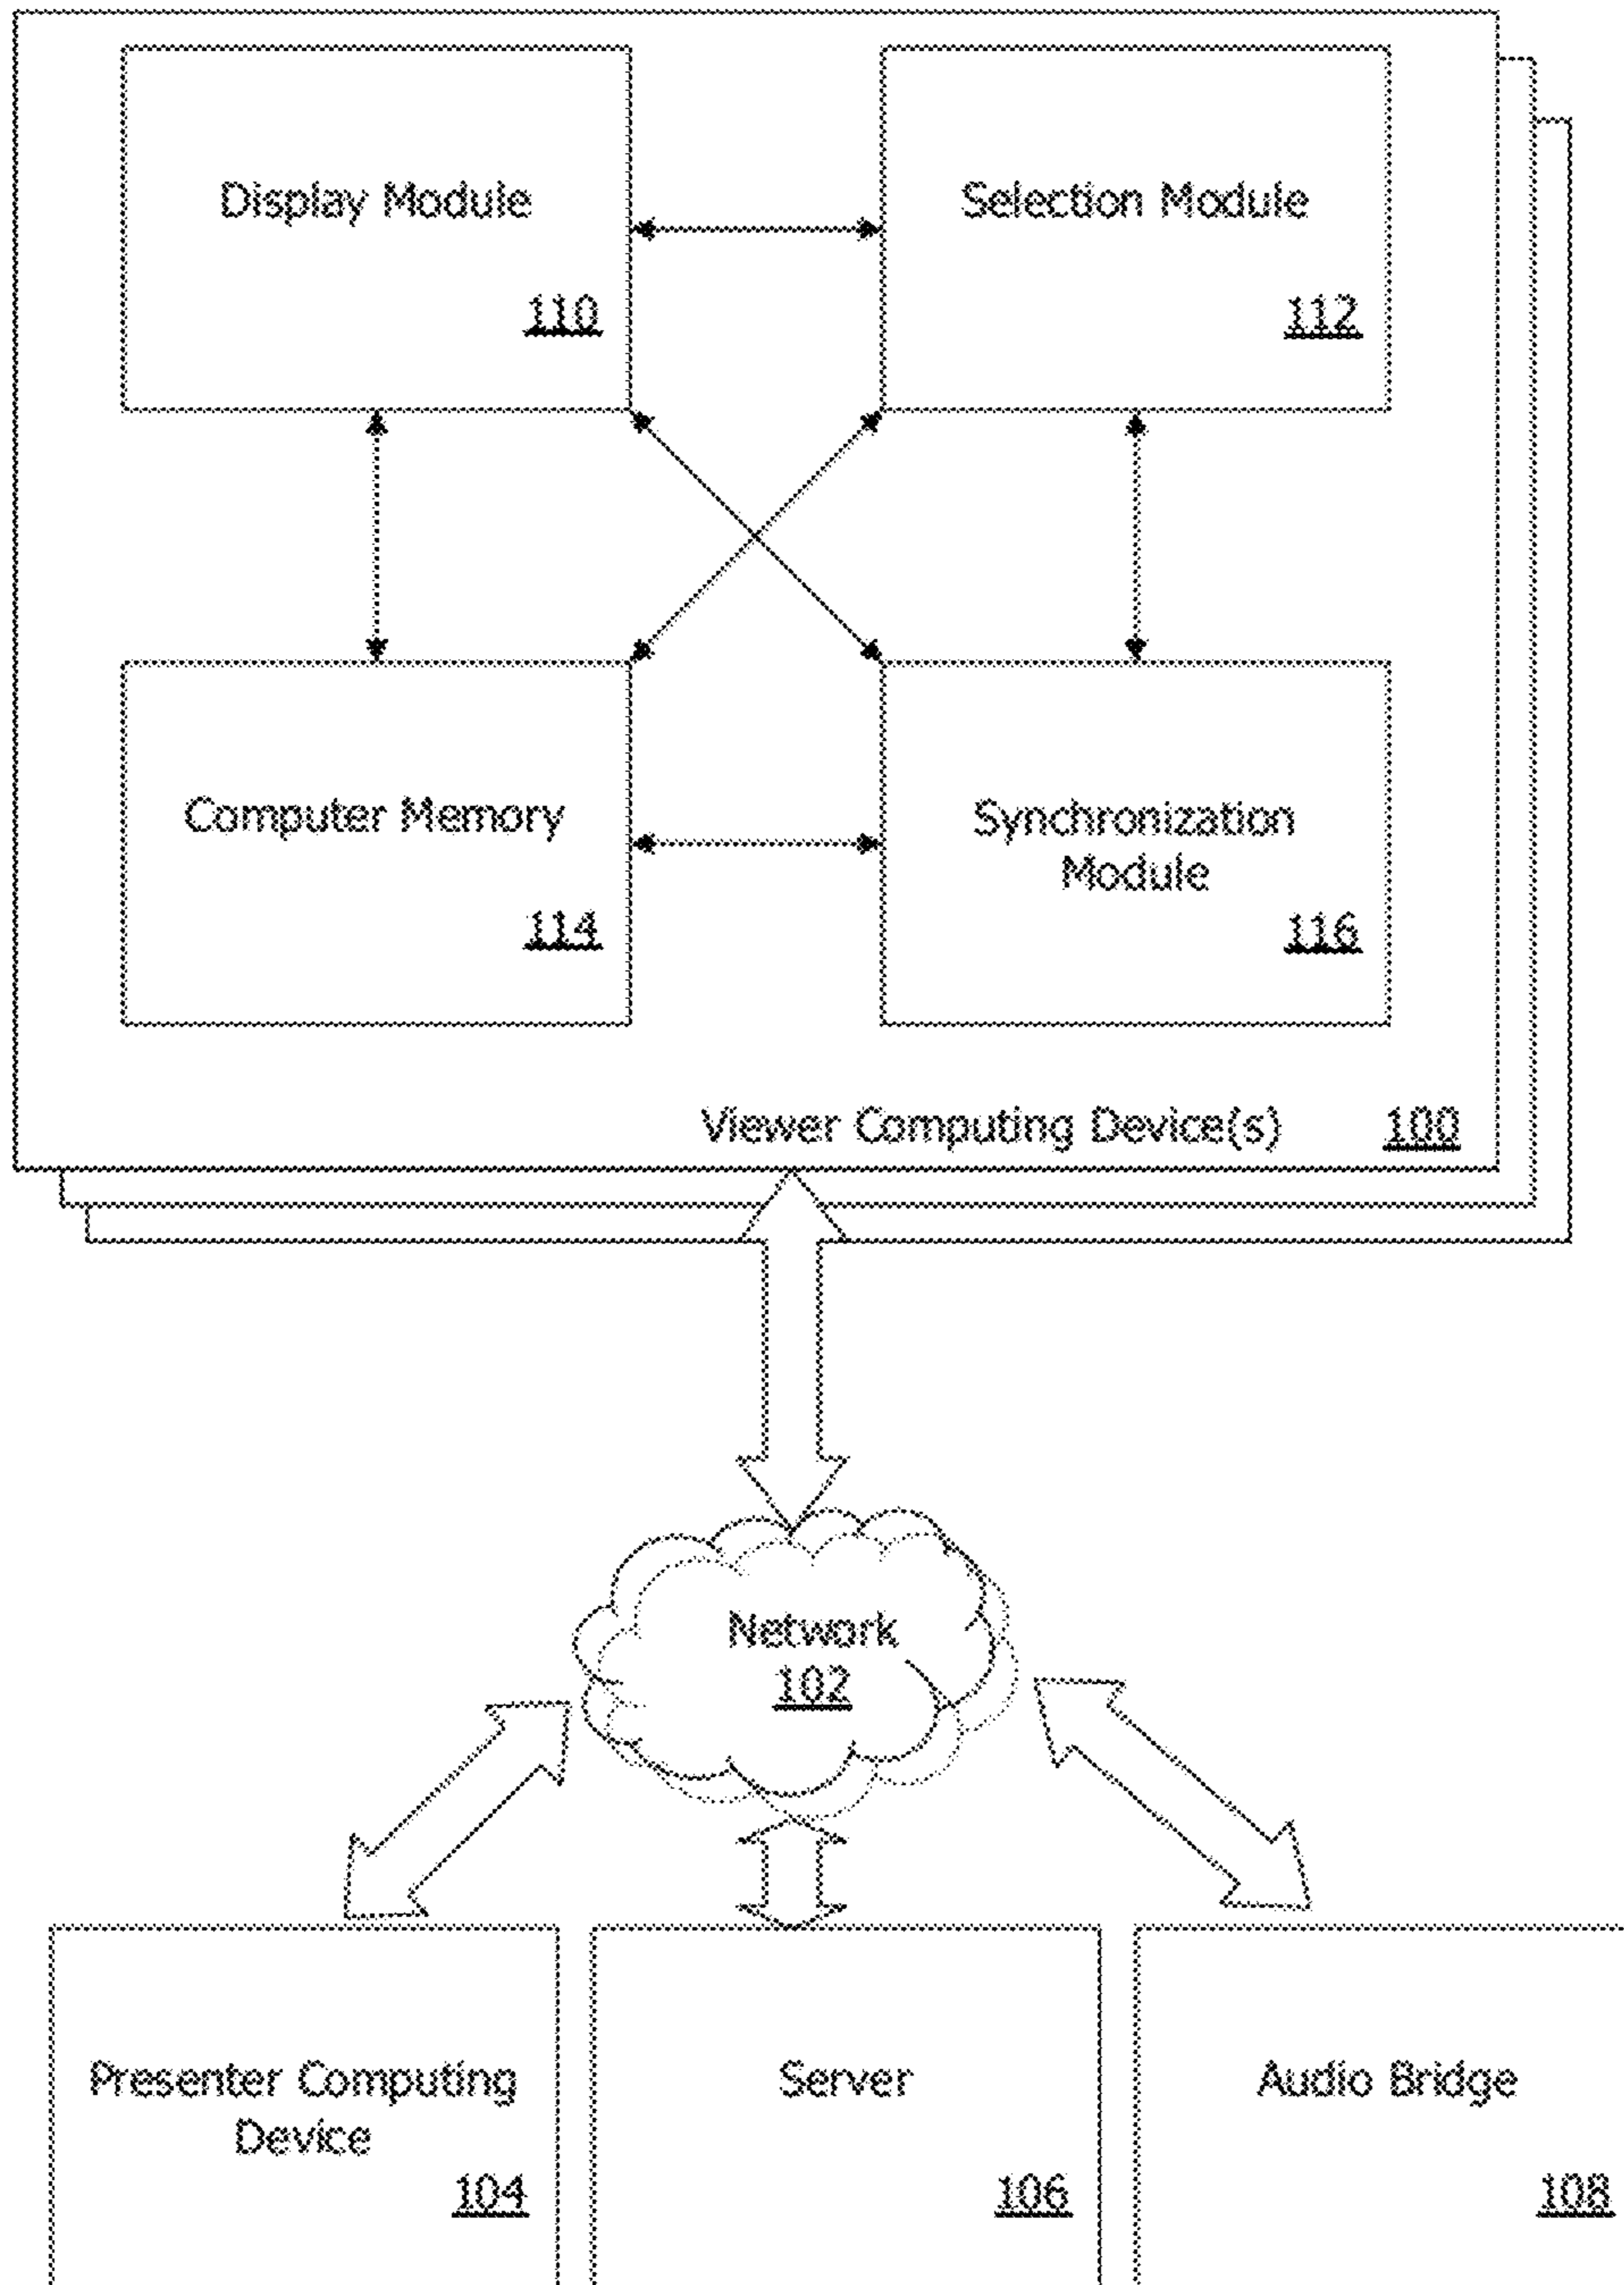 Display Module
110
Selection Module
112
Computer Memory
114
Synchronization
Module
116
Viewer Computing Device(s) 100
Network
102
Presenter Computing
Device
104
Server
106
Audio Bridge
108